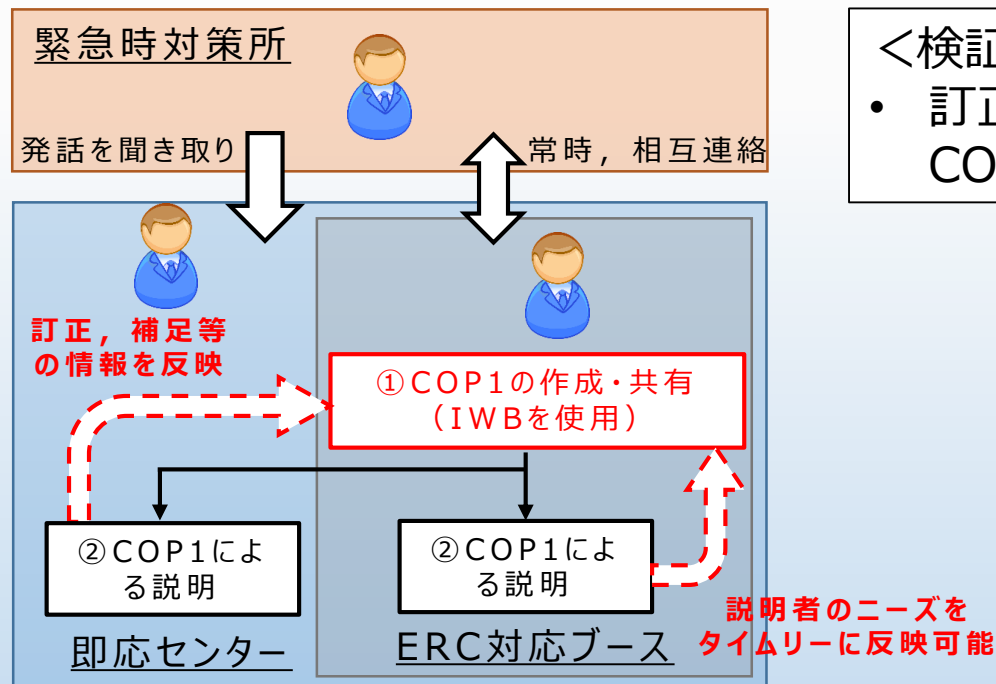 緊急時対策所
発話を聞き取り
常時，相互連絡
＜検証
• 訂正
CO
訂正，補足等
の情報を反映
①COP1の作成・共有
（IWBを使用）
②COP1によ
る説明
②COP1によ
る説明
説明者のニーズを
タイムリーに反映可能
即応センター
ERC対応ブース